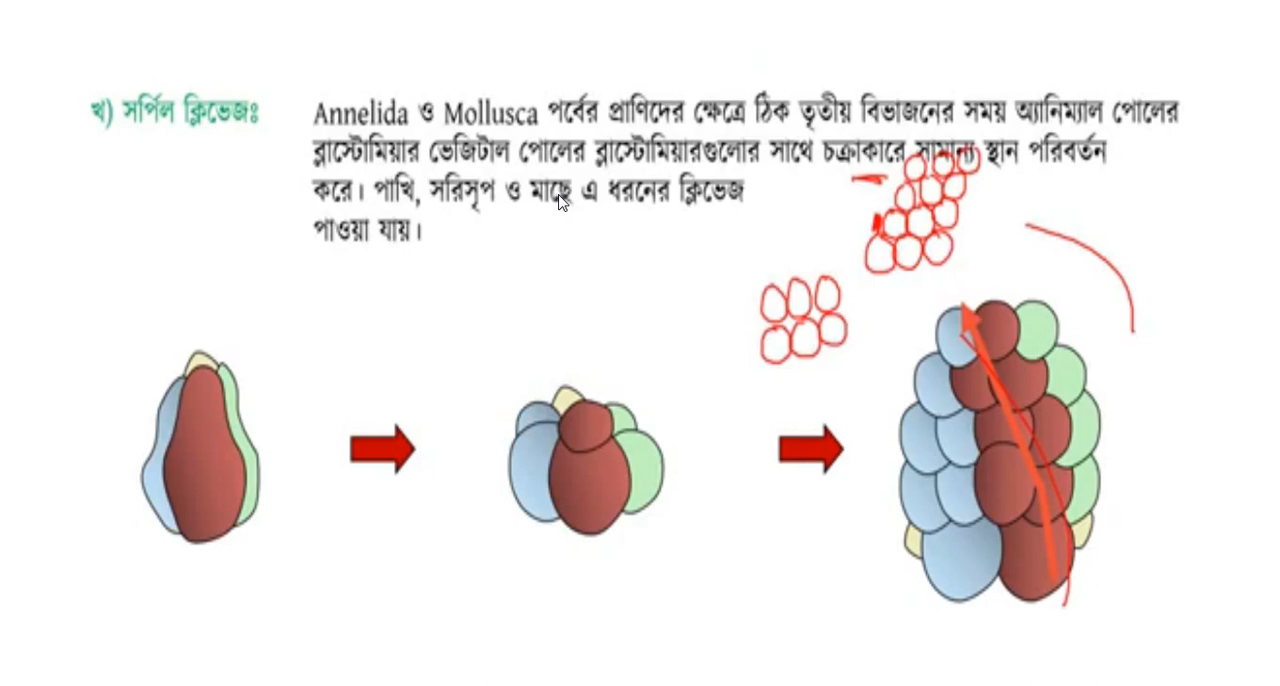 খ) সর্পিল ক্লিভেজঃ Annelida ও Mollusca পর্বের প্রাণিদের ক্ষেত্রে ঠিক তৃতীয় বিভাজনের সময় অ্যানিম্যাল পোলের
ব্লাস্টোমিয়ার ভেজিটাল পোলের ব্লাস্টোমিয়ারগুলোর সাথে চক্রাকারে সামান্য স্থান পরিবর্তন
করে। পাখি, সরিসৃপ ও মাছে এ ধরনের ক্লিভেজ
পাওয়া যায়।